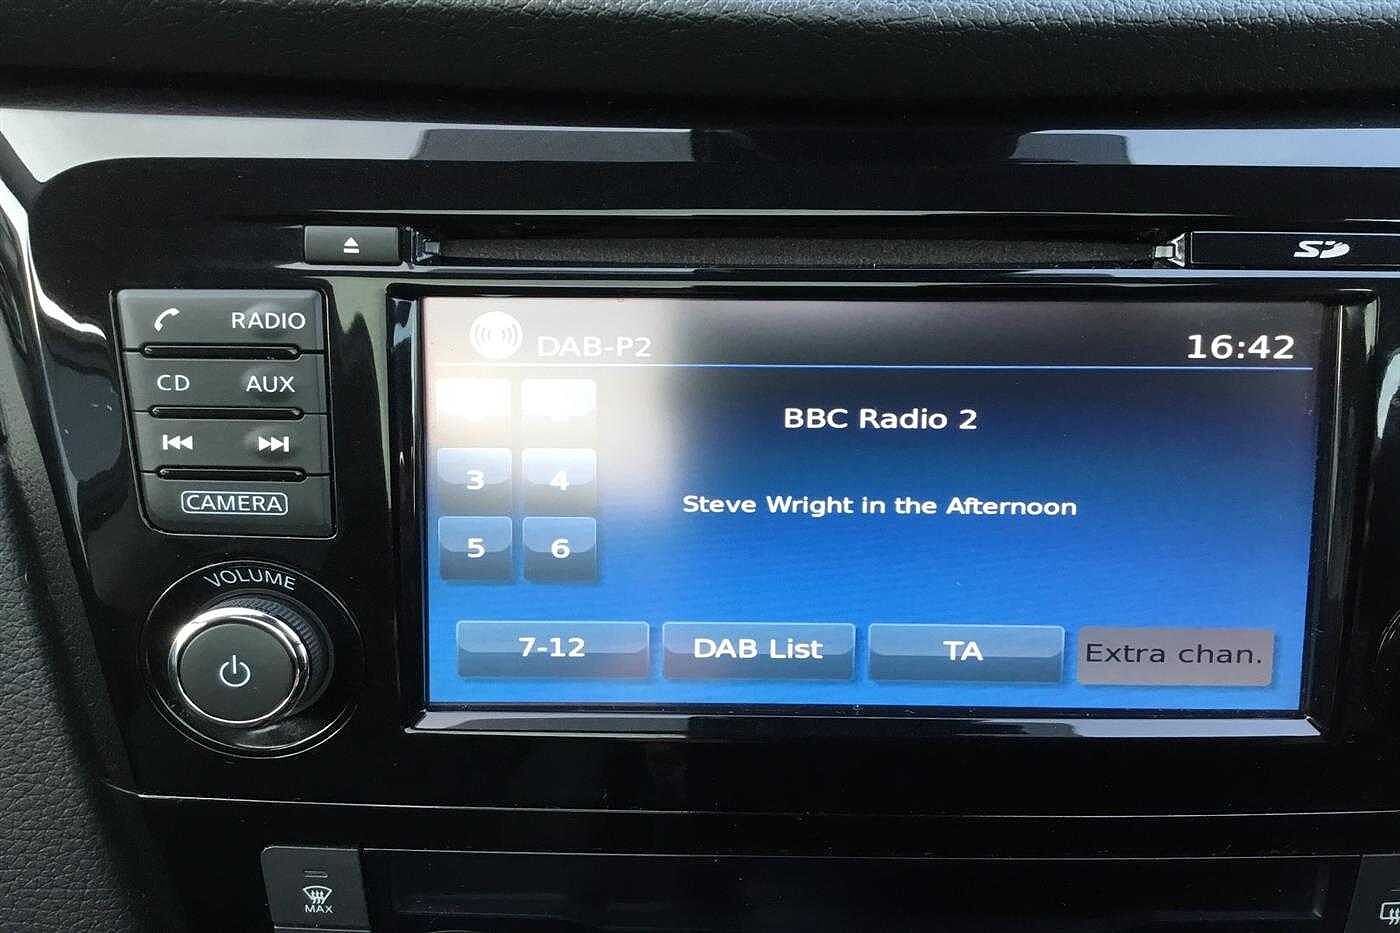 SD
RADIO
CD AUX
CAMERA
VOLUME
DAB-P2
16:42
BBC Radio 2
3 4
Steve Wright in the Afternoon
5 6
7-12 DAB List TA Extra chan.
MAX